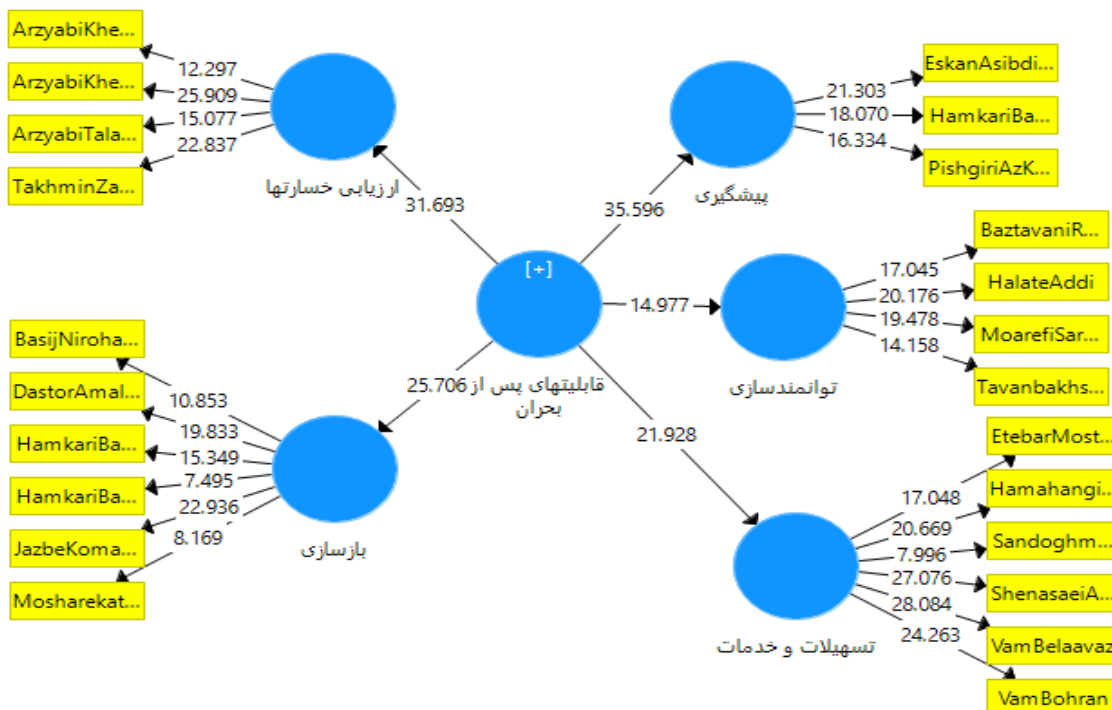 ArzyabiKhe...
ArzyabiKhe...
ArzyabiTala...
TakhminZa...
12.297
25.909
15.077
22.837
ارزیابی خسارتها
31.693
EskanAsibdi...
HamkariBa...
PishgiriAzK...
21.303
18.070
16.334
پیشگیری
35.596
[+]
قابلیتهای پس از
بحران
14.977
BaztavaniR...
HalateAddi
MoarefiSar...
Tavanbakhs...
17.045
20.176
19.478
14.158
توانمندسازی
25.706
BasijNiroha...
DastorAmal...
HamkariBa...
HamkariBa...
JazbeKoma...
Mosharekat...
10.853
19.833
15.349
7.495
22.936
8.169
بازسازی
21.928
EtebarMost...
Hamahangi...
Sandoghm...
ShenasaeiA...
VamBelaavaz
VamBohran
17.048
20.669
7.996
27.076
28.084
24.263
تسهیلات و خدمات